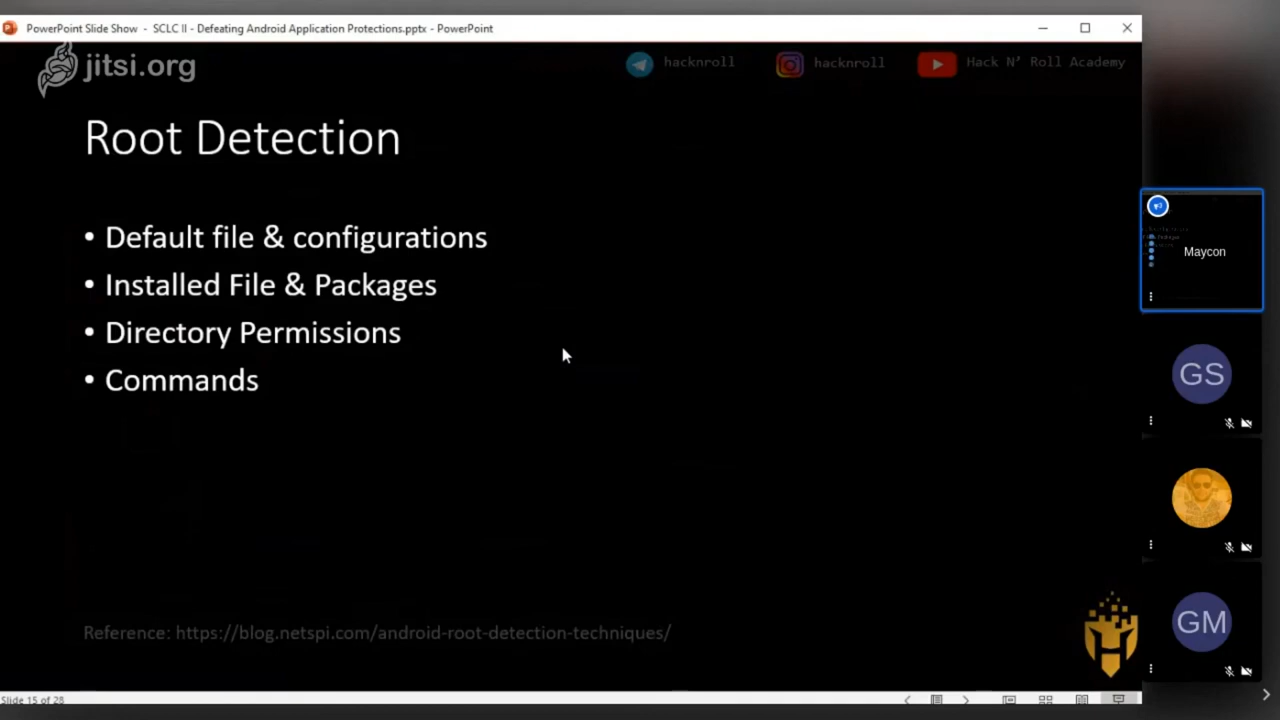 PowerPoint Slide Show - SCLC II - Defeating Android Application Protections.pptx - PowerPoint
jitsi.org
hacknroll
hacknroll
Hack N' Roll Academy
Root Detection
• Default file & configurations
• Installed File & Packages
• Directory Permissions
• Commands
Reference: https://blog.netspi.com/android-root-detection-techniques/
Slide 15 of 28
Maycon
GS
GM